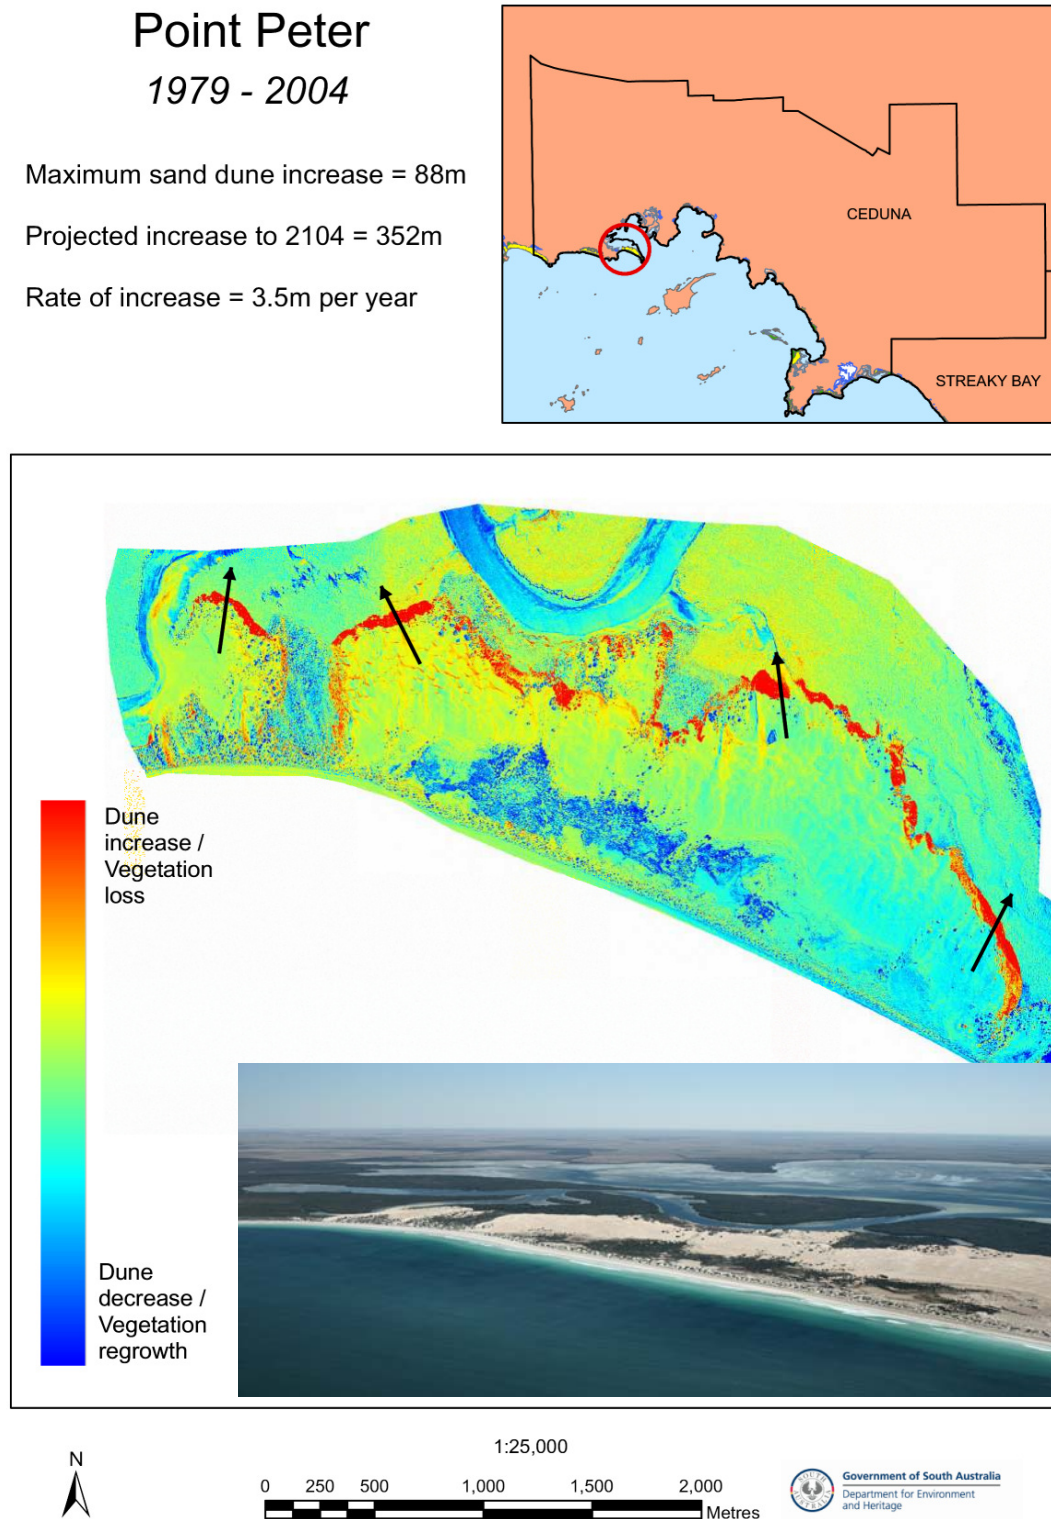 Point Peter
1979 - 2004
Maximum sand dune increase = 88m
Projected increase to 2104 = 352m
Rate of increase = 3.5m per year
CEDUNA
STREAKY BAY
Dune
increase /
Vegetation
loss
Dune
decrease /
Vegetation
regrowth
N
1:25,000
0 250 500 1,000 1,500 2,000
Metres
SOUTH AUSTRALIA
Government of South Australia
Department for Environment
and Heritage